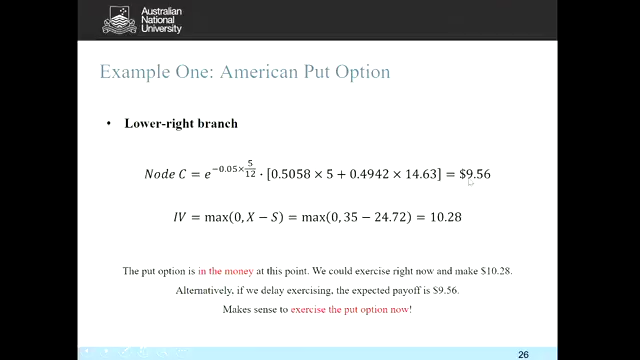 Australian
National
University
Example One: American Put Option
• Lower-right branch
Node C = e^{-0.05×5/12} · [0.5058 × 5 + 0.4942 × 14.63] = $9.56
IV = max(0, X − S) = max(0, 35 − 24.72) = 10.28
The put option is in the money at this point. We could exercise right now and make $10.28.
Alternatively, if we delay exercising, the expected payoff is $9.56.
Makes sense to exercise the put option now!
26